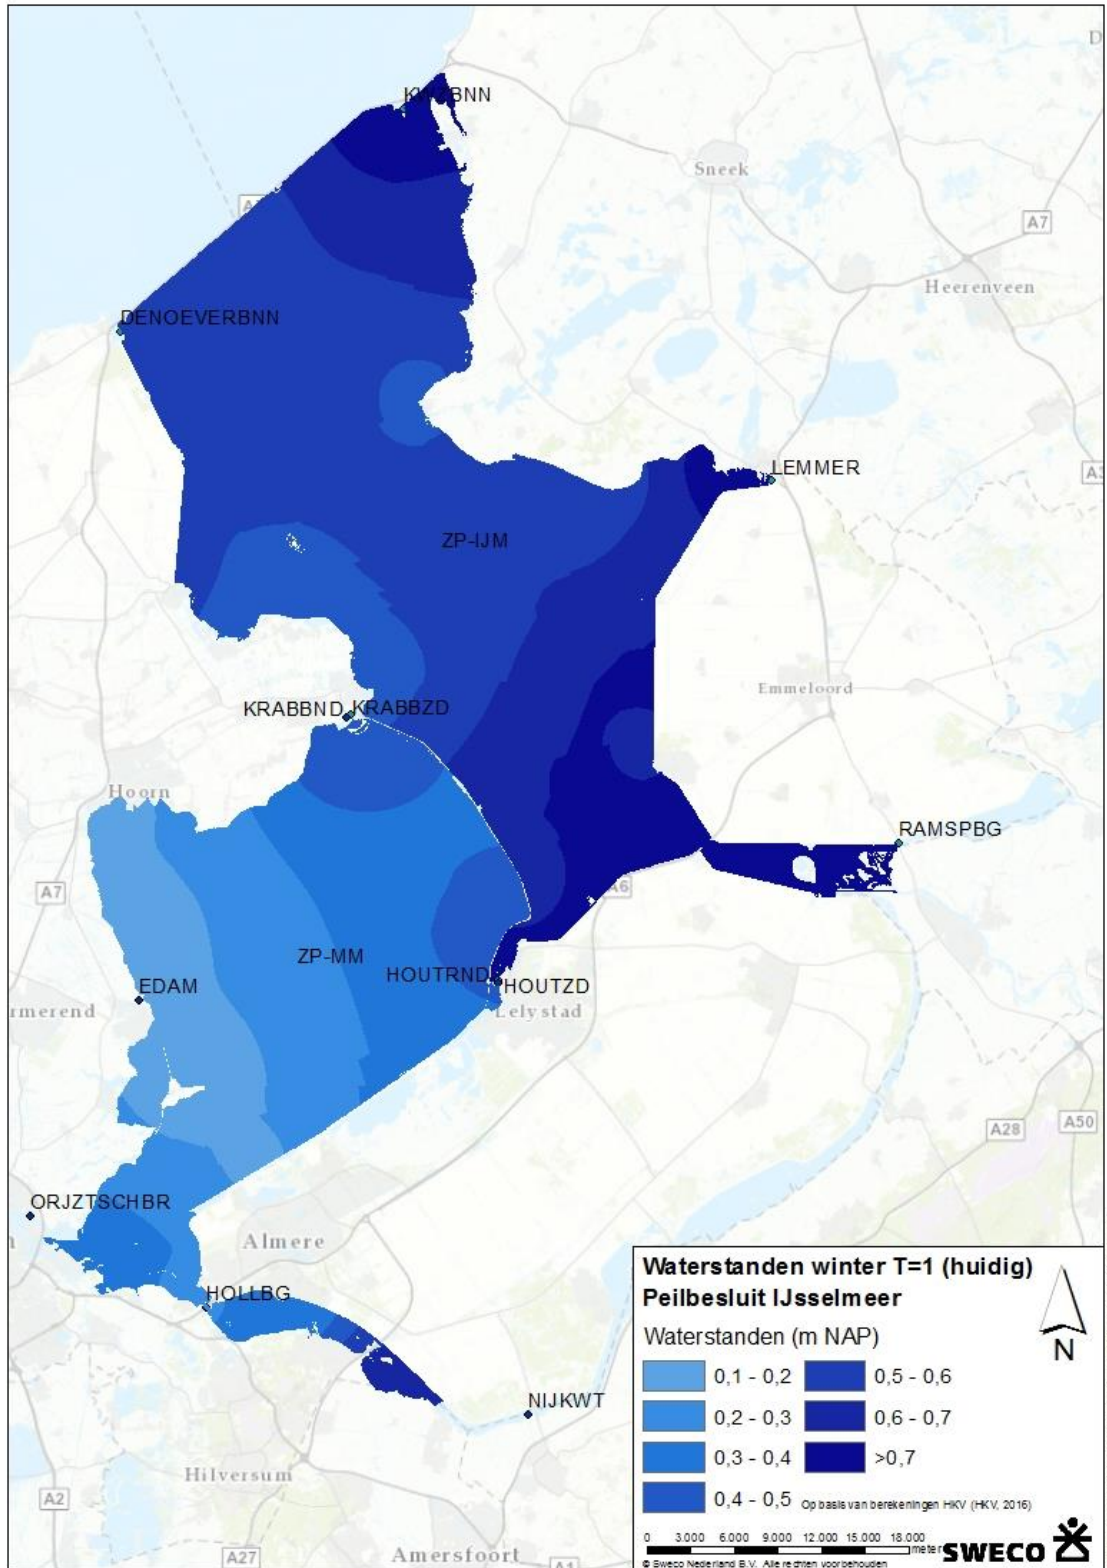 KWZBNN
Sneek
A7
Heerenveen
DENOEVERBNN
LEMMER
ZP-IJM
Emmeloord
KRABBND
KRABBZD
Hoorn
RAMSPBG
A7
A6
ZP-MM
HOUTRND
HOUTZD
EDAM
Lelystad
rmerend
A28
A50
ORJZTSCHBR
Almere
HOLLBG
NIJKWT
Hilversum
A2
A27
Amersfoort
A1
Waterstanden winter T=1 (huidig)
Peilbesluit IJsselmeer
Waterstanden (m NAP)
N
0,1 - 0,2
0,5 - 0,6
0,2 - 0,3
0,6 - 0,7
0,3 - 0,4
>0,7
0,4 - 0,5
Op basis van berekeningen HKV (HKV, 2016)
0 3.000 6.000 9.000 12.000 15.000 18.000
meter
© Sweco Nederland B.V. Alle rechten voorbehouden
SWECO